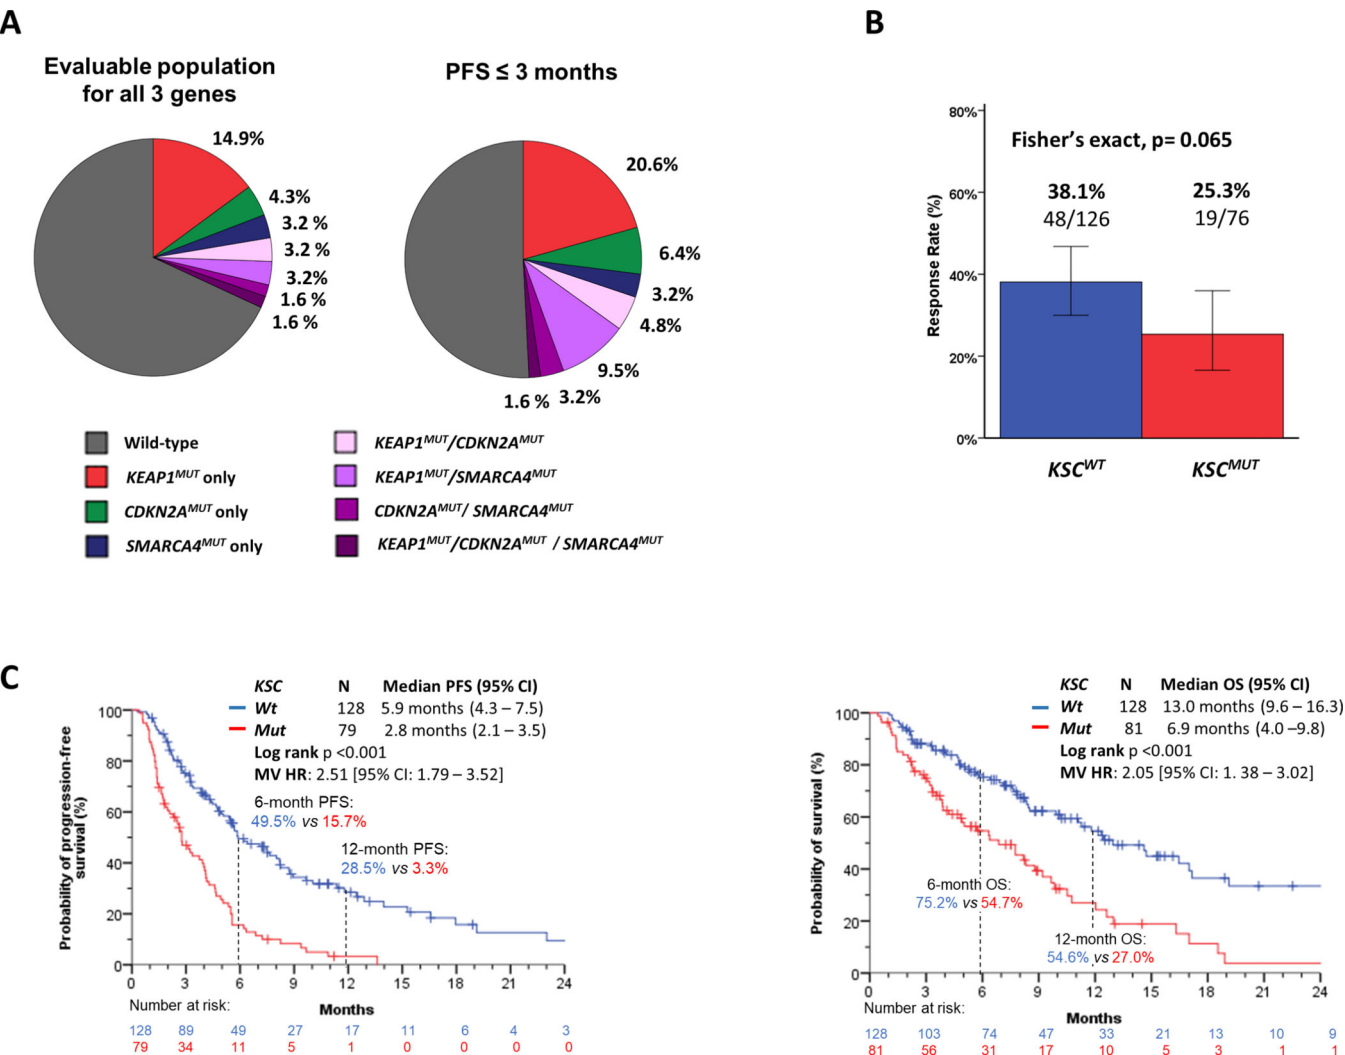 A
B
Evaluable population
for all 3 genes
PFS ≤ 3 months
14.9%
4.3%
3.2 %
3.2 %
3.2%
1.6 %
1.6 %
20.6%
6.4%
3.2%
4.8%
9.5%
3.2%
1.6 %
Wild-type
KEAP1MUT only
CDKN2AMUT only
SMARCA4MUT only
KEAP1MUT/CDKN2AMUT
KEAP1MUT/SMARCA4MUT
CDKN2AMUT/ SMARCA4MUT
KEAP1MUT/CDKN2AMUT / SMARCA4MUT
Response Rate (%)
80%
60%
40%
20%
0%
Fisher's exact, p= 0.065
38.1%
48/126
25.3%
19/76
KSCWT
KSCMUT
C
KSC N Median PFS (95% CI)
Wt 128 5.9 months (4.3 – 7.5)
Mut 79 2.8 months (2.1 – 3.5)
Log rank p <0.001
MV HR: 2.51 [95% CI: 1.79 – 3.52]
6-month PFS:
49.5% vs 15.7%
12-month PFS:
28.5% vs 3.3%
Probability of progression-free
survival (%)
100
80
60
40
20
0
0 3 6 9 12 15 18 21 24
Number at risk:
Months
128 89 49 27 17 11 6 4 3
79 34 11 5 1 0 0 0 0
KSC N Median OS (95% CI)
Wt 128 13.0 months (9.6 – 16.3)
Mut 81 6.9 months (4.0 –9.8)
Log rank p <0.001
MV HR: 2.05 [95% CI: 1. 38 – 3.02]
6-month OS:
75.2% vs 54.7%
12-month OS:
54.6% vs 27.0%
Probability of survival (%)
100
80
60
40
20
0
0 3 6 9 12 15 18 21 24
Number at risk:
Months
128 103 74 47 33 21 13 10 9
81 56 31 17 10 5 3 1 1